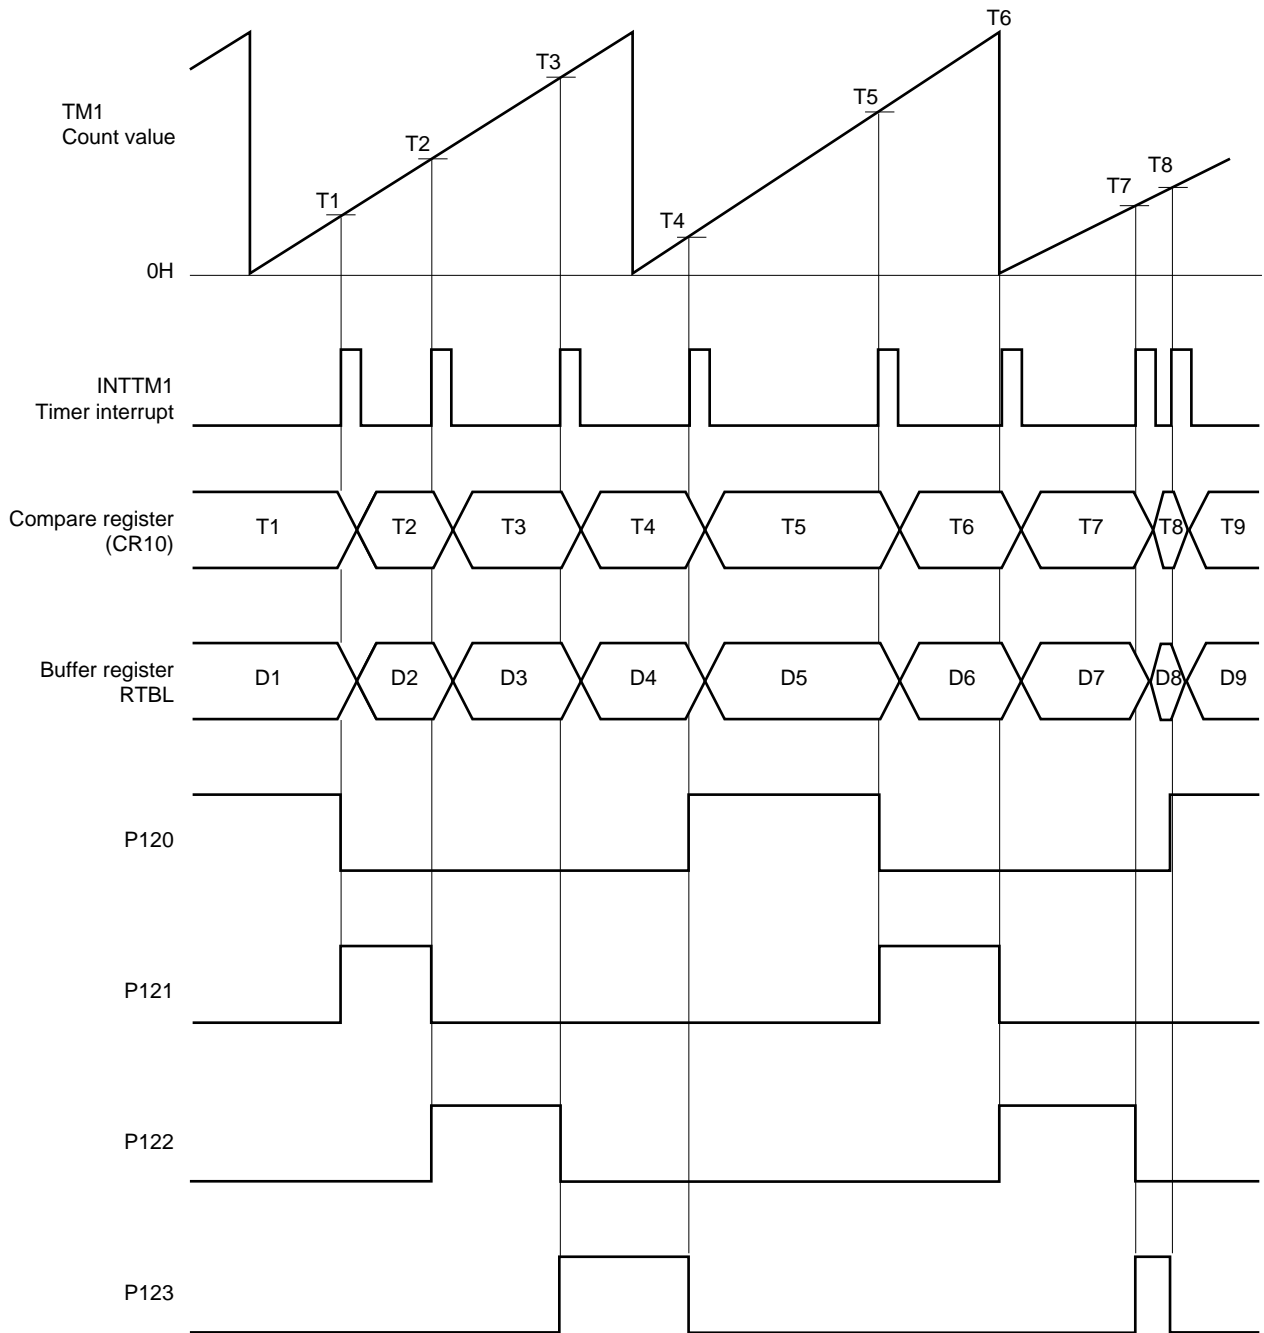 T6
T3
T5
TM1
Count value
T2
T8
T7
T1
T4
0H
INTTM1
Timer interrupt
Compare register
(CR10)
T1
T2
T3
T4
T5
T6
T7
T8
T9
Buffer register
RTBL
D1
D2
D3
D4
D5
D6
D7
D8
D9
P120
P121
P122
P123